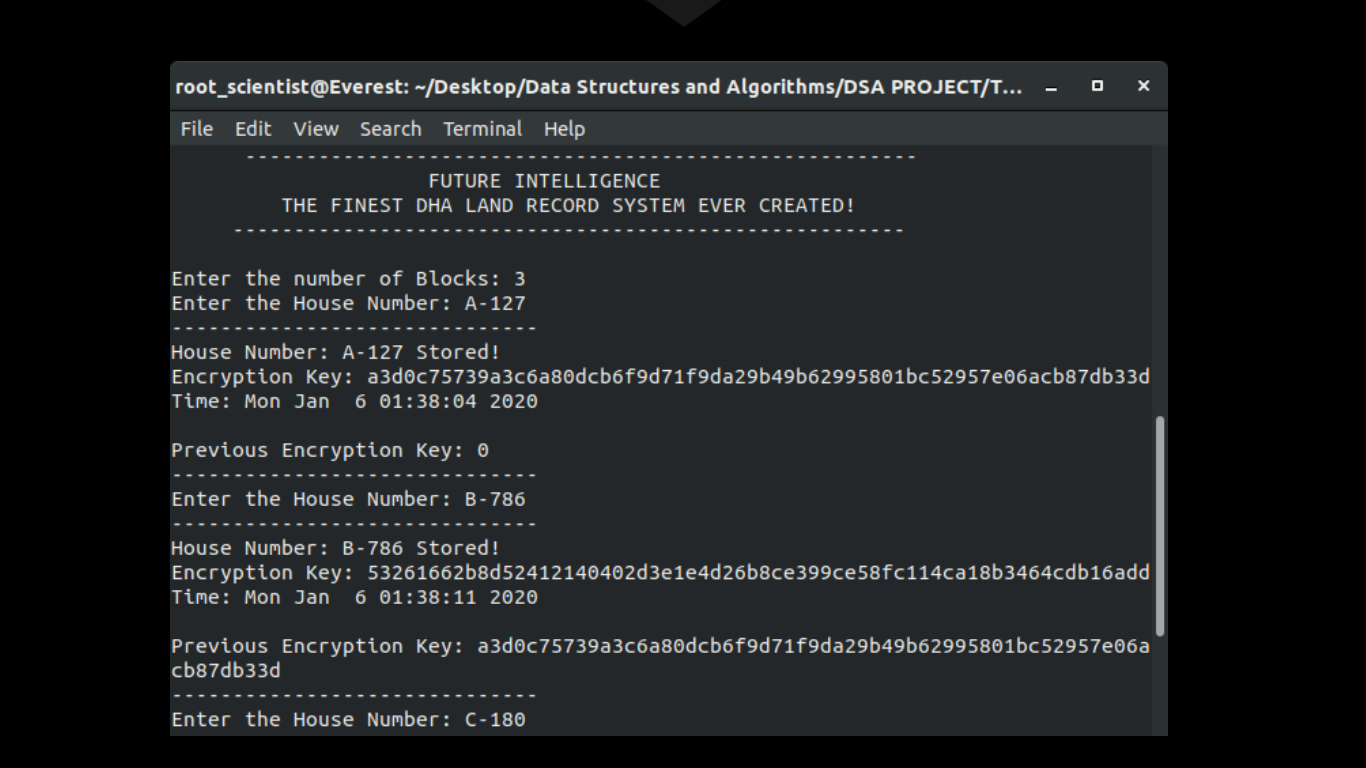 root_scientist@Everest: ~/Desktop/Data Structures and Algorithms/DSA PROJECT/T...
File Edit View Search Terminal Help
-------------------------------------------------------
FUTURE INTELLIGENCE
THE FINEST DHA LAND RECORD SYSTEM EVER CREATED!
-------------------------------------------------------
Enter the number of Blocks: 3
Enter the House Number: A-127
------------------------------
House Number: A-127 Stored!
Encryption Key: a3d0c75739a3c6a80dcb6f9d71f9da29b49b62995801bc52957e06acb87db33d
Time: Mon Jan  6 01:38:04 2020
Previous Encryption Key: 0
------------------------------
Enter the House Number: B-786
------------------------------
House Number: B-786 Stored!
Encryption Key: 53261662b8d52412140402d3e1e4d26b8ce399ce58fc114ca18b3464cdb16add
Time: Mon Jan  6 01:38:11 2020
Previous Encryption Key: a3d0c75739a3c6a80dcb6f9d71f9da29b49b62995801bc52957e06a
cb87db33d
------------------------------
Enter the House Number: C-180